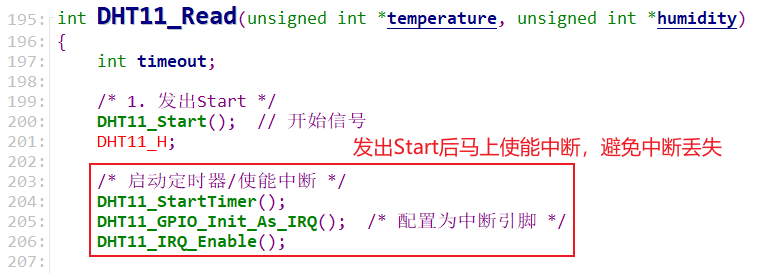 195: int DHT11_Read(unsigned int *temperature, unsigned int *humidity)
196: {
197:     int timeout;
198:
199:     /* 1. 发出Start */
200:     DHT11_Start();  // 开始信号
201:     DHT11_H;
发出Start后马上使能中断，避免中断丢失
202:
203:     /* 启动定时器/使能中断 */
204:     DHT11_StartTimer();
205:     DHT11_GPIO_Init_As_IRQ();  /* 配置为中断引脚 */
206:     DHT11_IRQ_Enable();
207: